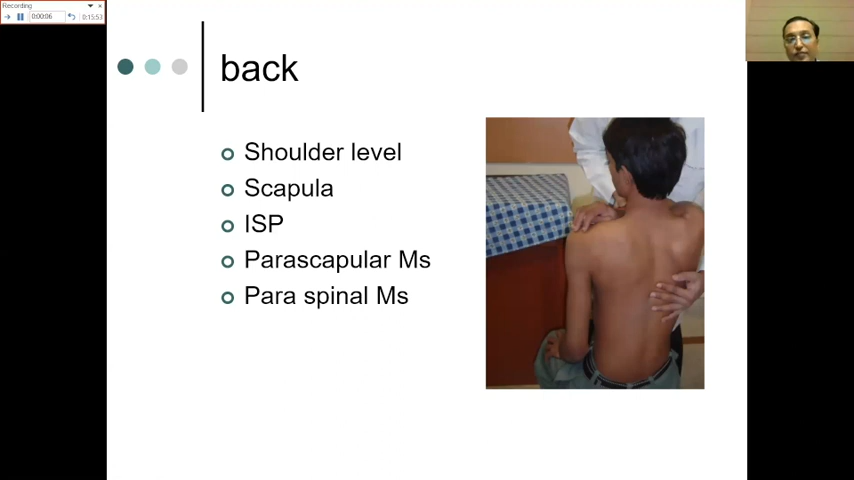 Recording
0:00:06
0:15:53
back
Shoulder level
Scapula
ISP
Parascapular Ms
Para spinal Ms